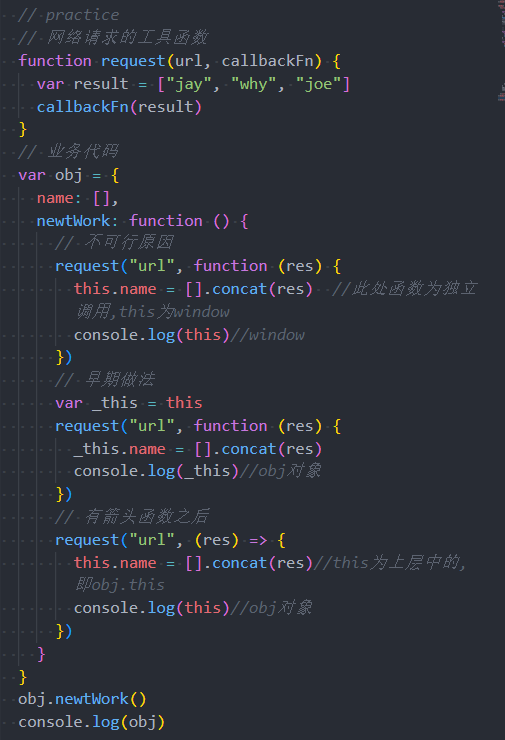 // practice
// 网络请求的工具函数
function request(url, callbackFn) {
var result = ["jay", "why", "joe"]
callbackFn(result)
}
// 业务代码
var obj = {
name: [],
newtWork: function () {
// 不可行原因
request("url", function (res) {
this.name = [].concat(res) //此处函数为独立
调用,this为window
console.log(this)//window
})
// 早期做法
var _this = this
request("url", function (res) {
_this.name = [].concat(res)
console.log(_this)//obj对象
})
// 有箭头函数之后
request("url", (res) => {
this.name = [].concat(res)//this为上层中的,
即obj.this
console.log(this)//obj对象
})
}
}
obj.newtWork()
console.log(obj)